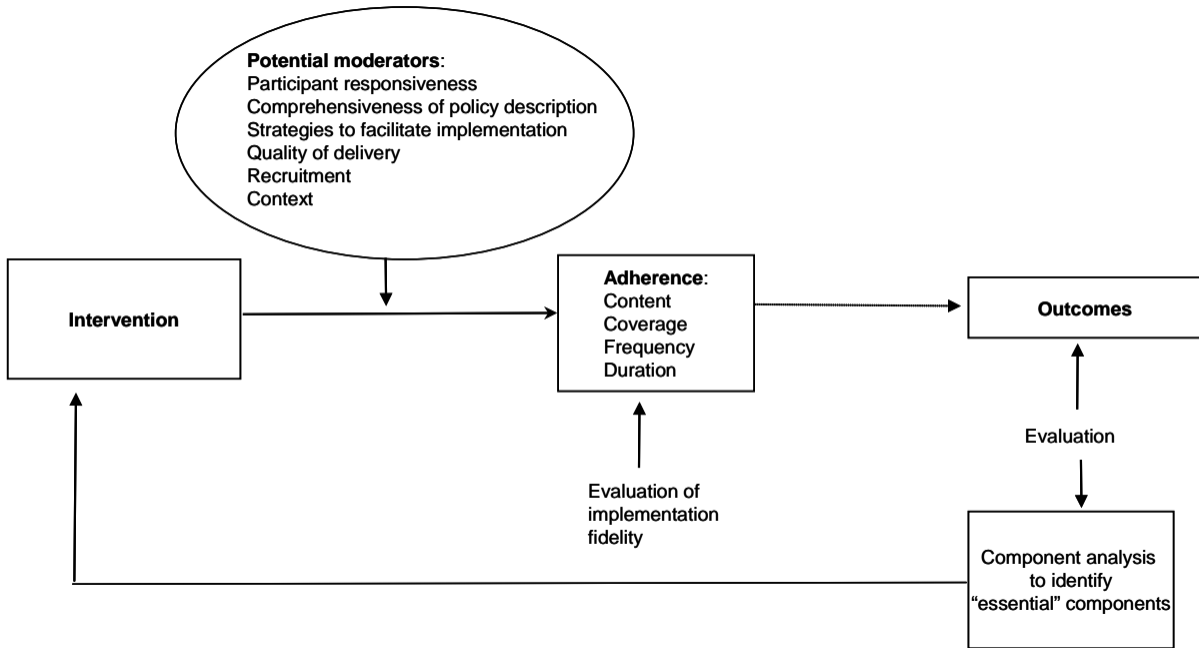 Potential moderators:
Participant responsiveness
Comprehensiveness of policy description
Strategies to facilitate implementation
Quality of delivery
Recruitment
Context
Intervention
Adherence:
Content
Coverage
Frequency
Duration
Outcomes
Evaluation
Evaluation of
implementation
fidelity
Component analysis
to identify
“essential” components